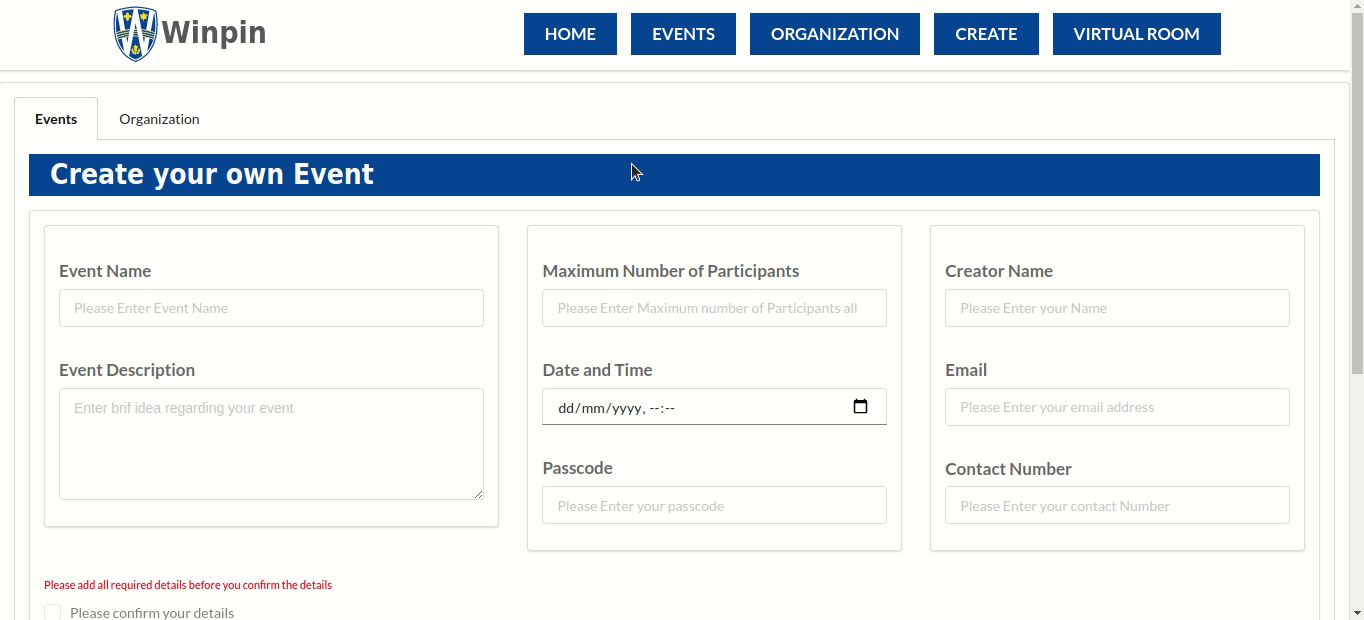 Winpin
HOME EVENTS ORGANIZATION CREATE VIRTUAL ROOM
Events Organization
Create your own Event
Event Name
Please Enter Event Name
Event Description
Enter brif idea regarding your event
Maximum Number of Participants
Please Enter Maximum number of Participants all
Date and Time
dd/mm/yyyy, --:--
Passcode
Please Enter your passcode
Creator Name
Please Enter your Name
Email
Please Enter your email address
Contact Number
Please Enter your contact Number
Please add all required details before you confirm the details
Please confirm your details